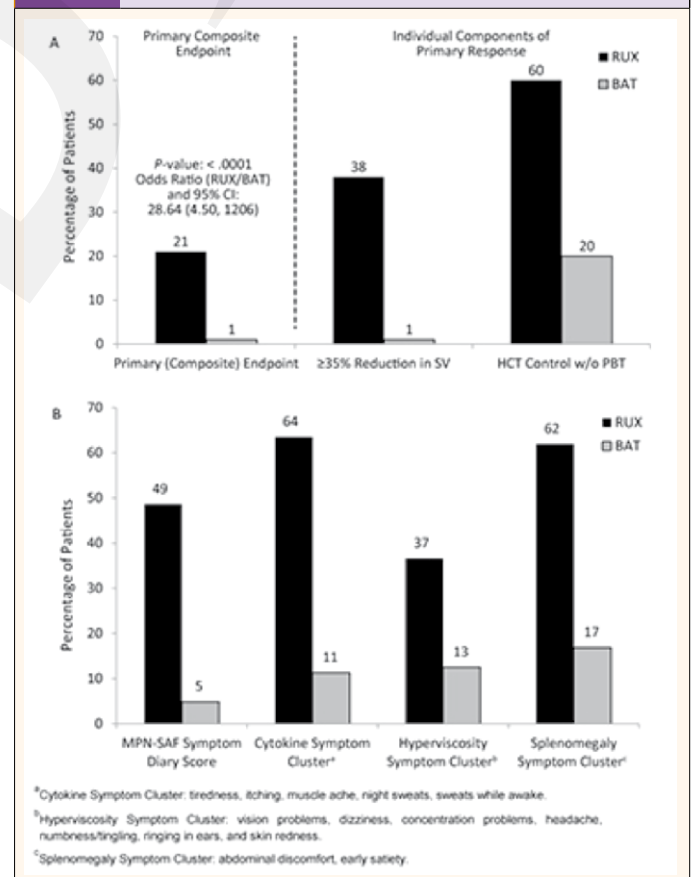 A
Primary Composite
Endpoint
Individual Components of
Primary Response
RUX
BAT
Percentage of Patients
70
60
50
40
30
20
10
0
P-value: < .0001
Odds Ratio (RUX/BAT)
and 95% CI:
28.64 (4.50, 1206)
21
1
38
1
60
20
Primary (Composite) Endpoint
≥35% Reduction in SV
HCT Control w/o PBT
B
RUX
BAT
Percentage of Patients
70
60
50
40
30
20
10
0
49
5
64
11
37
13
62
17
MPN-SAF Symptom
Diary Score
Cytokine Symptom
Clusterᵃ
Hyperviscosity
Symptom Clusterᵇ
Splenomegaly
Symptom Clusterᶜ
ᵃCytokine Symptom Cluster: tiredness, itching, muscle ache, night sweats, sweats while awake.
ᵇHyperviscosity Symptom Cluster: vision problems, dizziness, concentration problems, headache,
numbness/tingling, ringing in ears, and skin redness.
ᶜSplenomegaly Symptom Cluster: abdominal discomfort, early satiety.